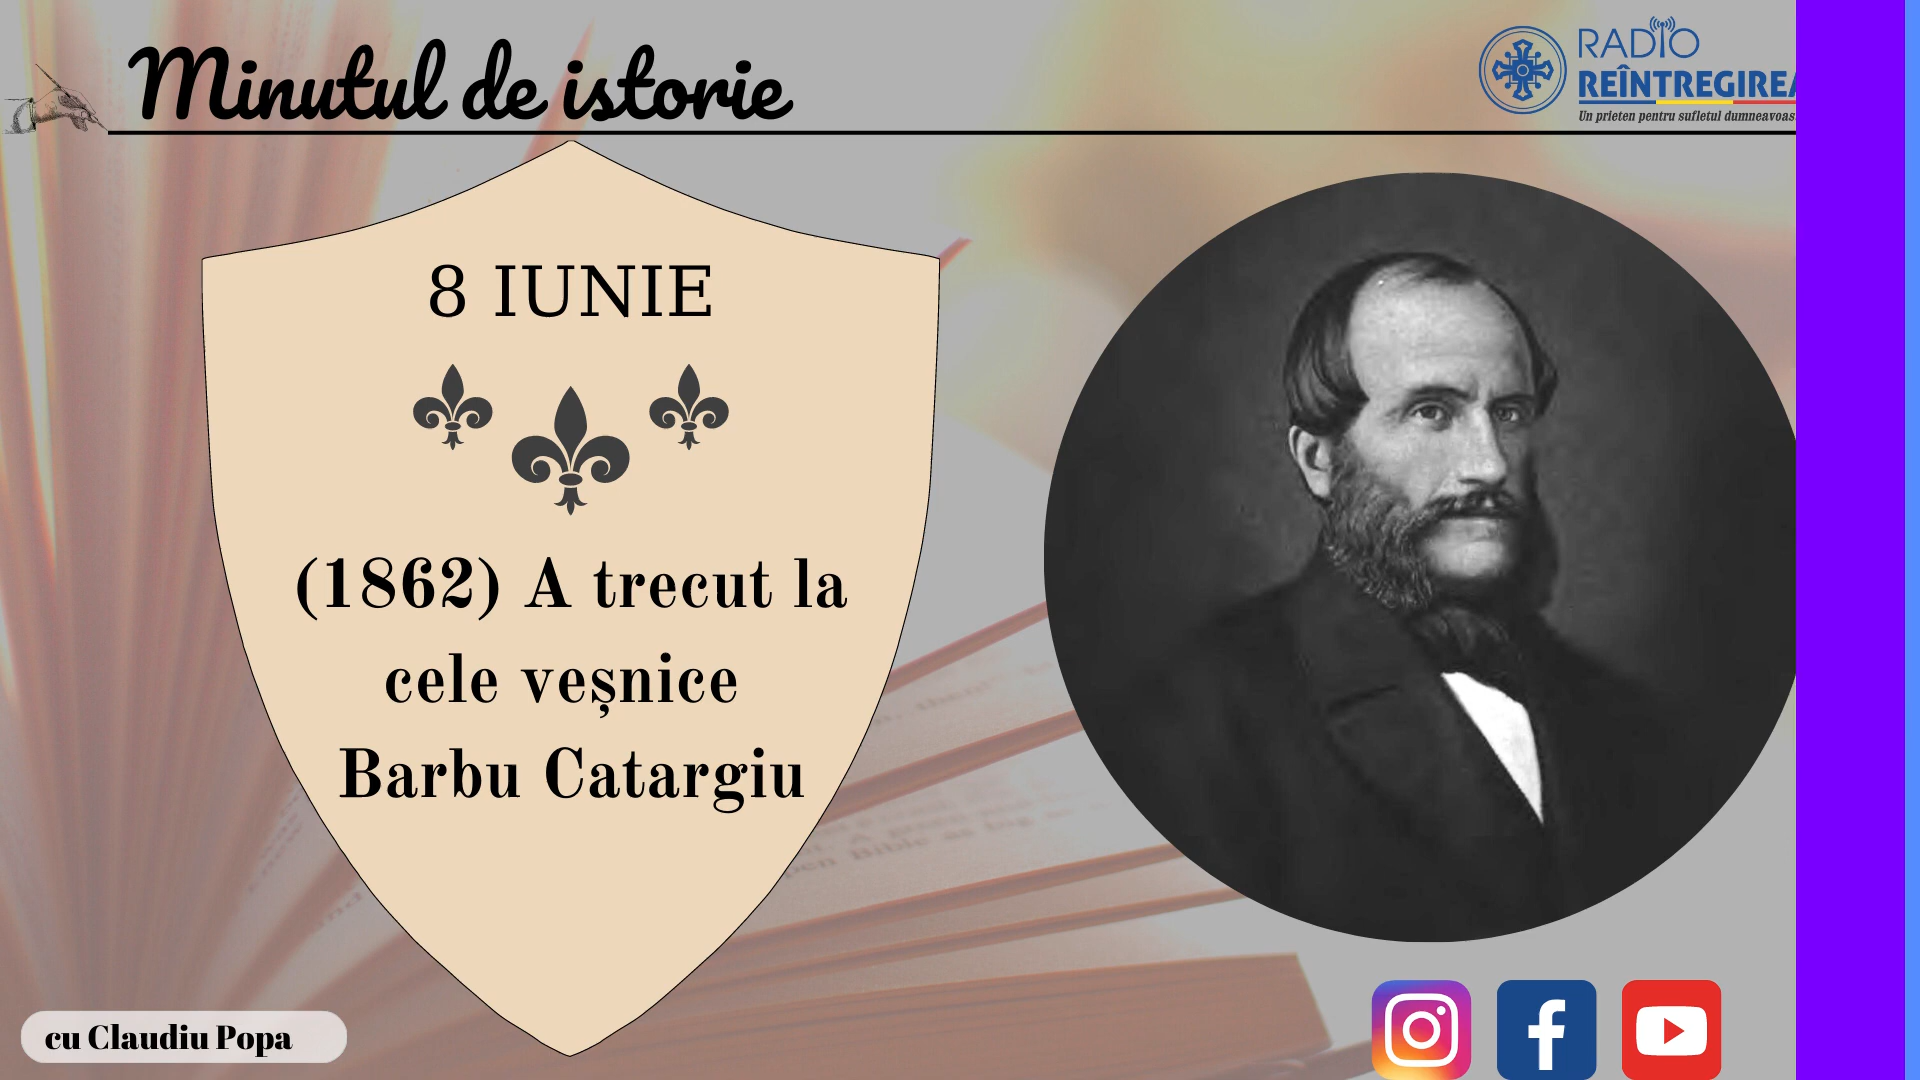 Minutul de istorie
RADIO
REÎNTREGIREA
Un prieten pentru sufletul
8 IUNIE
(1862) A trecut la
cele veșnice
Barbu Catargiu
cu Claudiu Popa